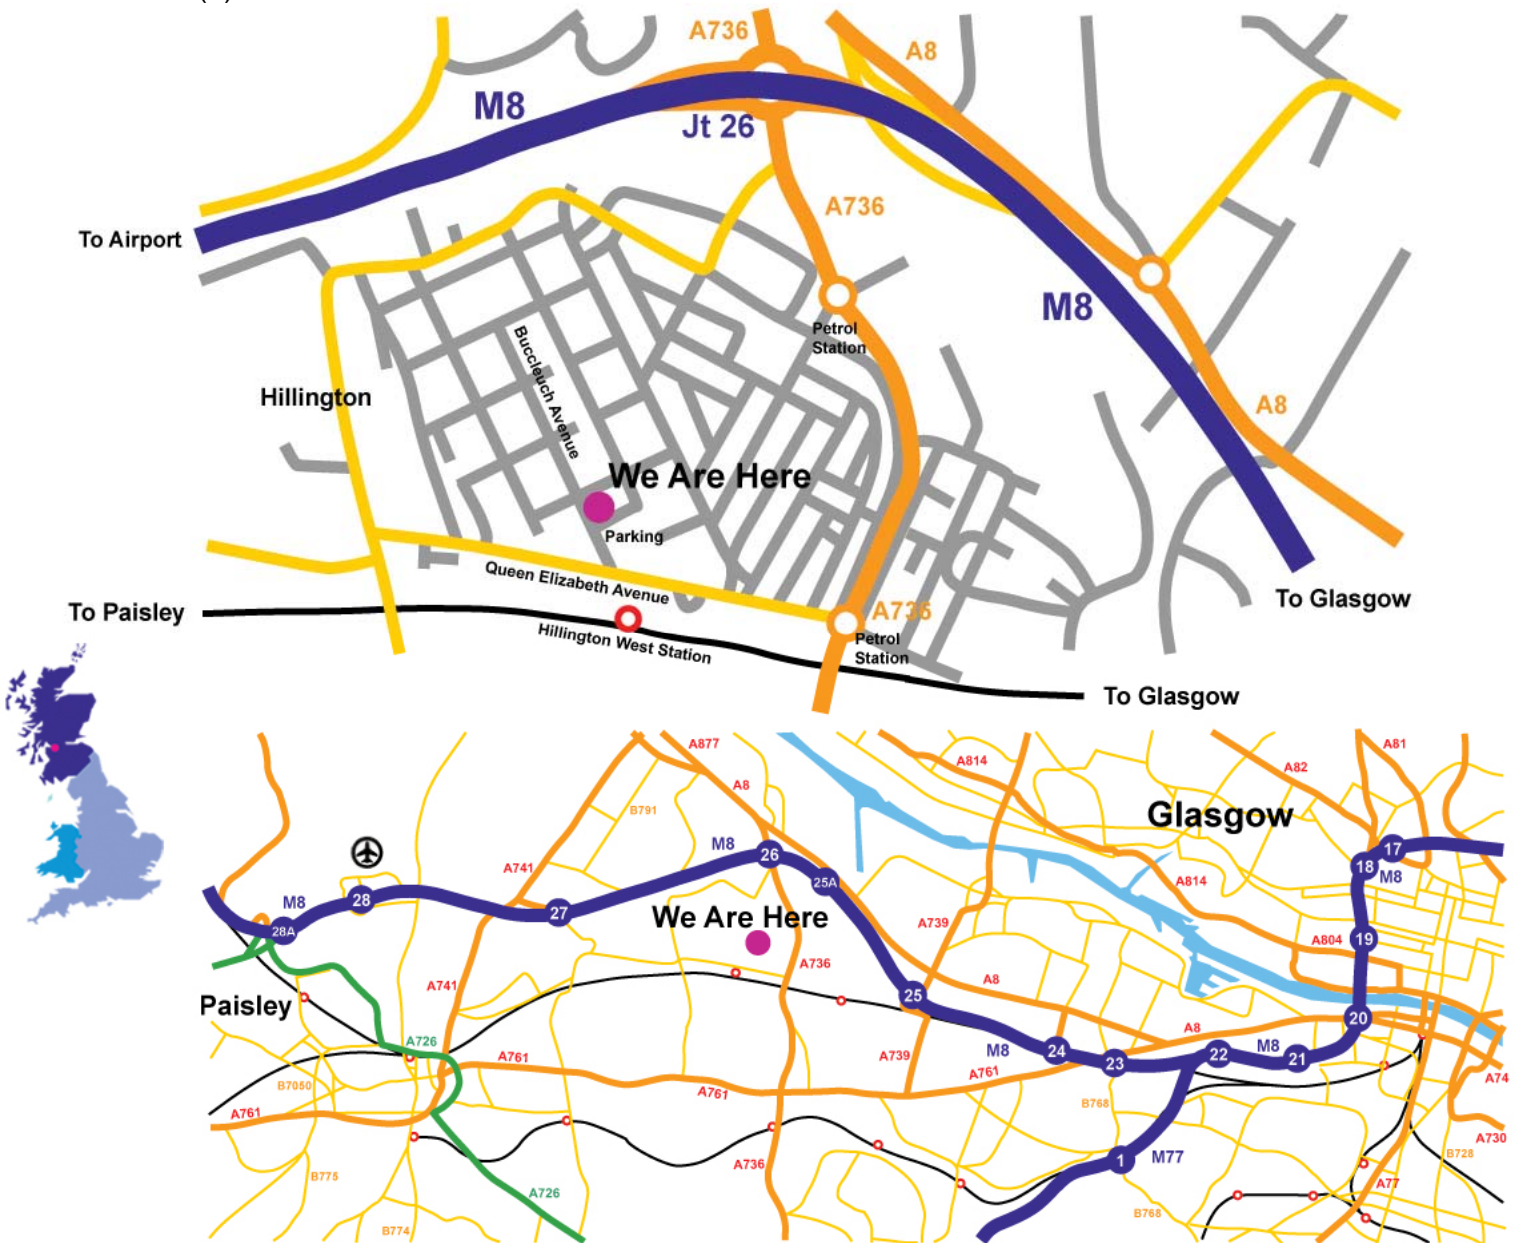 A736
A8
M8
Jt 26
A736
To Airport
M8
Petrol
Station
Buccleuch Avenue
Hillington
A8
We Are Here
Parking
Queen Elizabeth Avenue
To Glasgow
To Paisley
A736
Hillington West Station
Petrol
Station
To Glasgow
A877
A814
A82
A81
A8
B791
Glasgow
M8
26
17
18
M8
A741
25A
A814
M8
28
27
We Are Here
A739
28A
A804
19
A736
A8
A741
25
Paisley
20
A726
A8
M8
24
A739
A761
23
22
M8
21
A761
A761
A74
B7050
B768
A761
A730
1
M77
B728
A736
B775
A77
A726
B774
B768